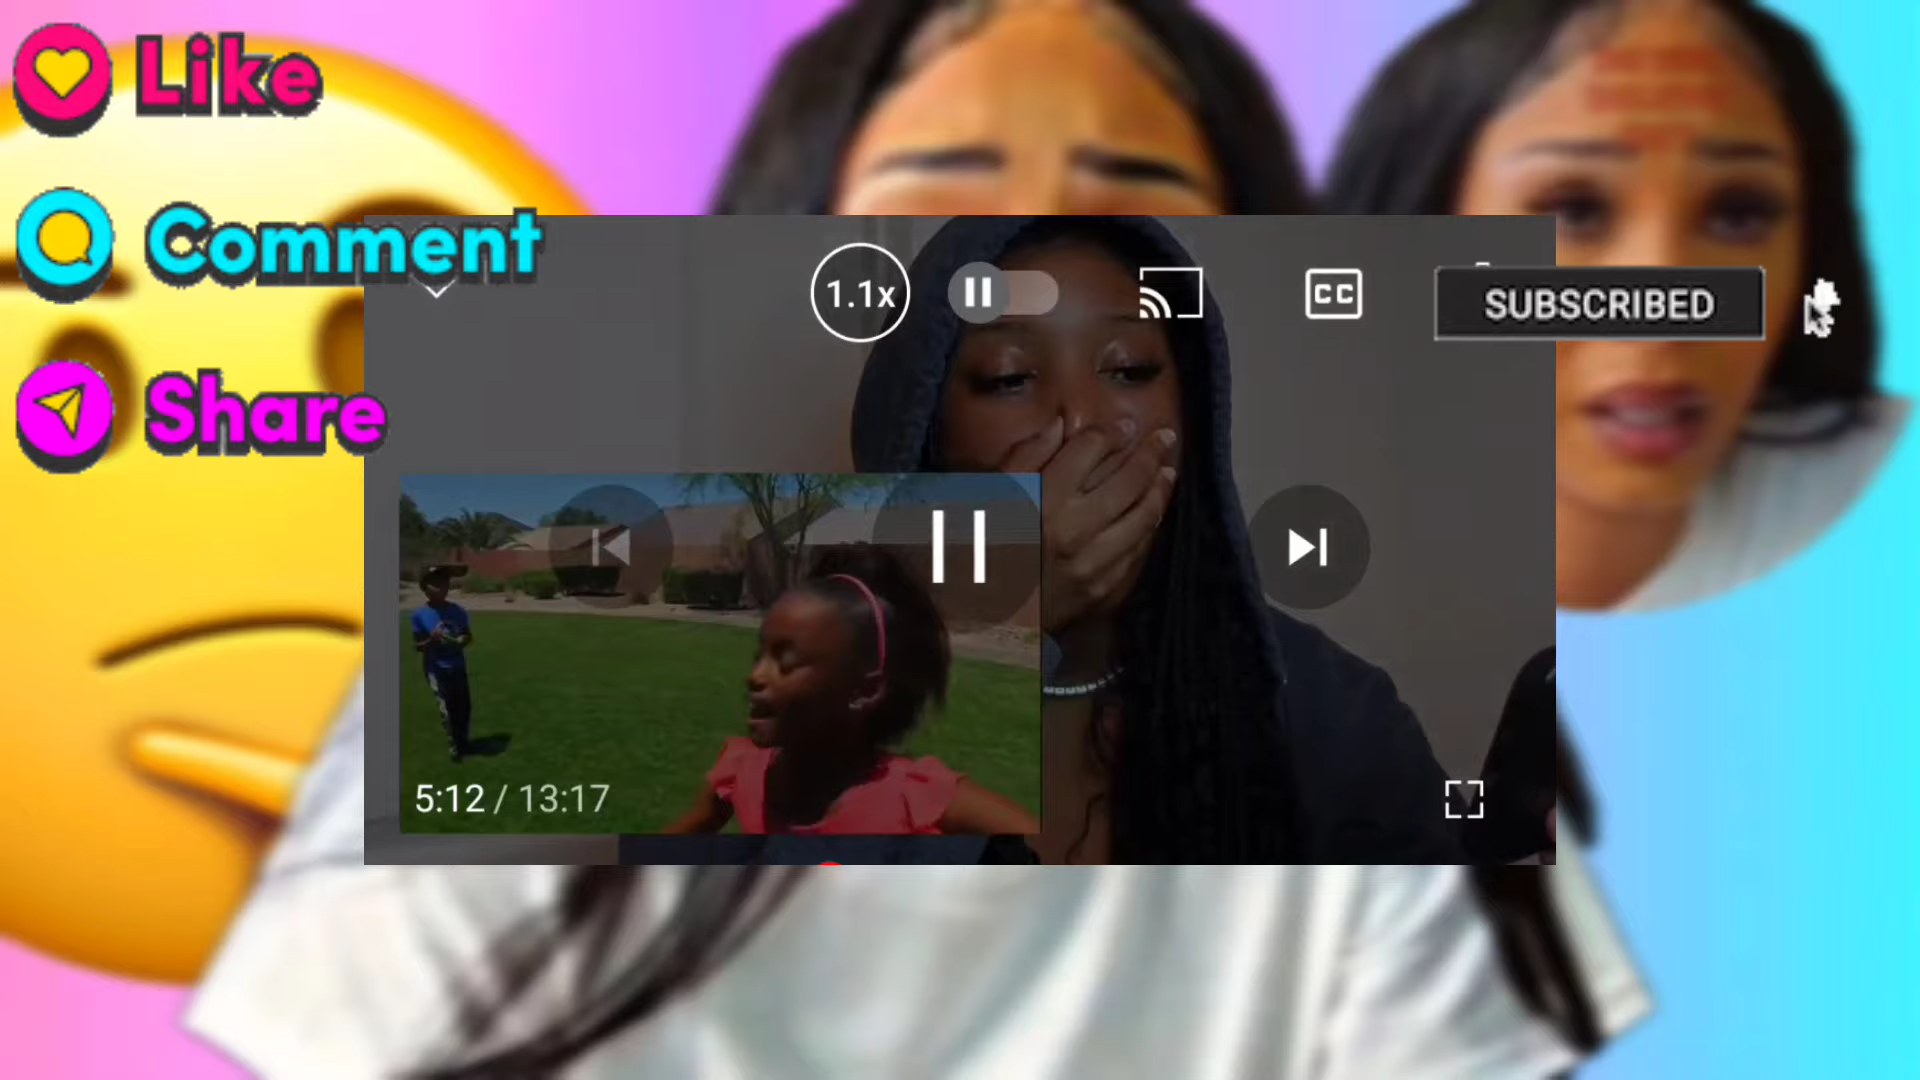 Like
Comment
Share
1.1x
CC
SUBSCRIBED
5:12 / 13:17